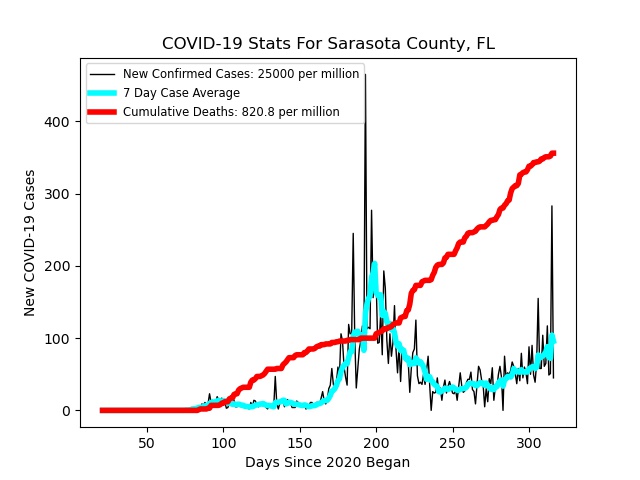 COVID-19 Stats For Sarasota County, FL
New Confirmed Cases: 25000 per million
7 Day Case Average
Cumulative Deaths: 820.8 per million
New COVID-19 Cases
400
300
200
100
0
50 100 150 200 250 300
Days Since 2020 Began